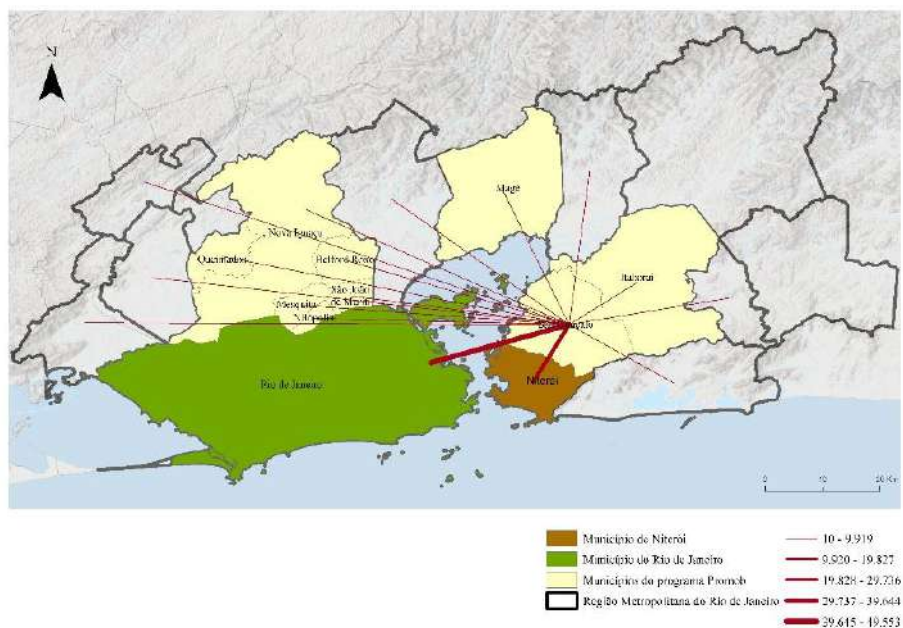 N
Magé
Nova Iguaçu
Itaboraí
Queimados
Belford Roxo
São João
de Meriti
Mesquita
Nilópolis
Rio de Janeiro
Niterói
0 10 20 Km
Município de Niterói
Município do Rio de Janeiro
Municípios do programa Promob
Região Metropolitana do Rio de Janeiro
10 - 9.919
9.920 - 19.827
19.828 - 29.736
29.737 - 39.644
39.645 - 49.553